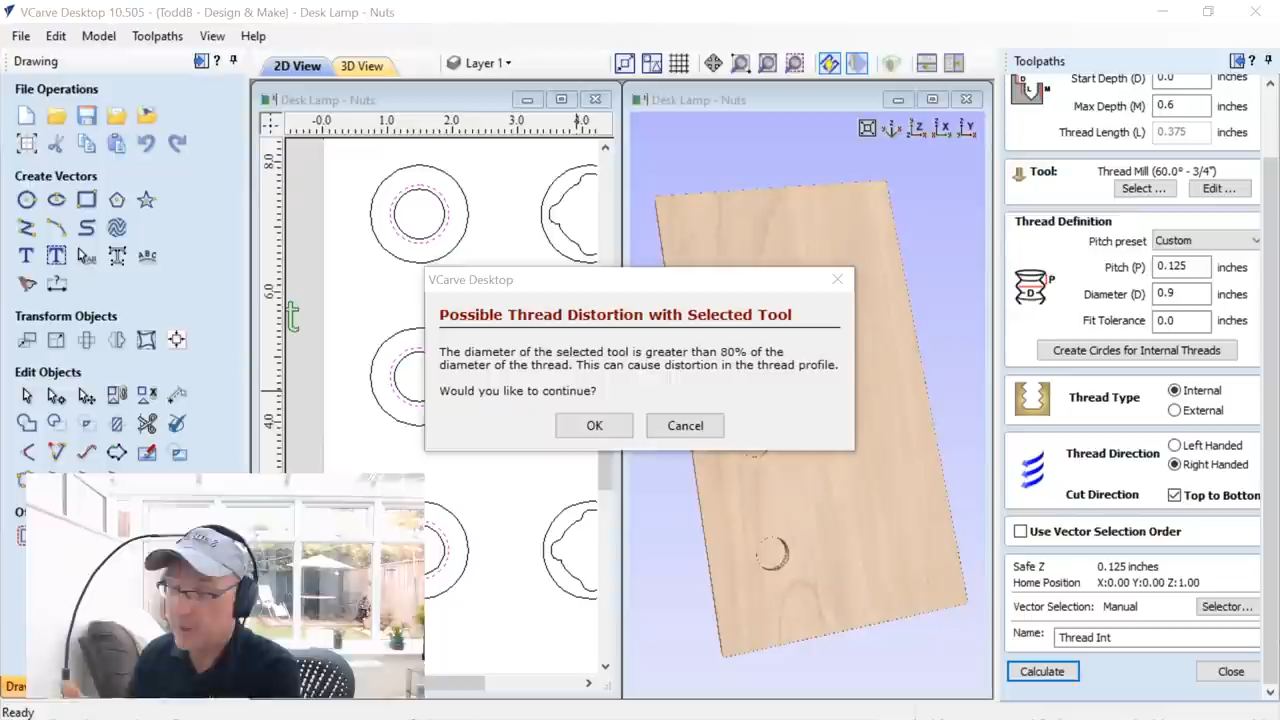 VCarve Desktop 10.505 - {ToddB - Design & Make} - Desk Lamp - Nuts
File Edit Model Toolpaths View Help
Drawing
2D View
3D View
Layer 1
Toolpaths
File Operations
Desk Lamp - Nuts
Desk Lamp - Nuts
-0.0 1.0 2.0 3.0 4.0
80
60
40
Z X Y
Create Vectors
Transform Objects
Edit Objects
Start Depth (D) 0.0 inches
Max Depth (M) 0.6 inches
Thread Length (L) 0.375 inches
Tool: Thread Mill (60.0° - 3/4")
Select ... Edit ...
Thread Definition
Pitch preset Custom
Pitch (P) 0.125 inches
Diameter (D) 0.9 inches
Fit Tolerance 0.0 inches
Create Circles for Internal Threads
Thread Type
Internal
External
Thread Direction
Left Handed
Right Handed
Cut Direction
Top to Bottom
Use Vector Selection Order
Safe Z 0.125 inches
Home Position X:0.00 Y:0.00 Z:1.00
Vector Selection: Manual Selector...
Name: Thread Int
Calculate Close
VCarve Desktop
Possible Thread Distortion with Selected Tool
The diameter of the selected tool is greater than 80% of the
diameter of the thread. This can cause distortion in the thread profile.
Would you like to continue?
OK Cancel
t
Ready